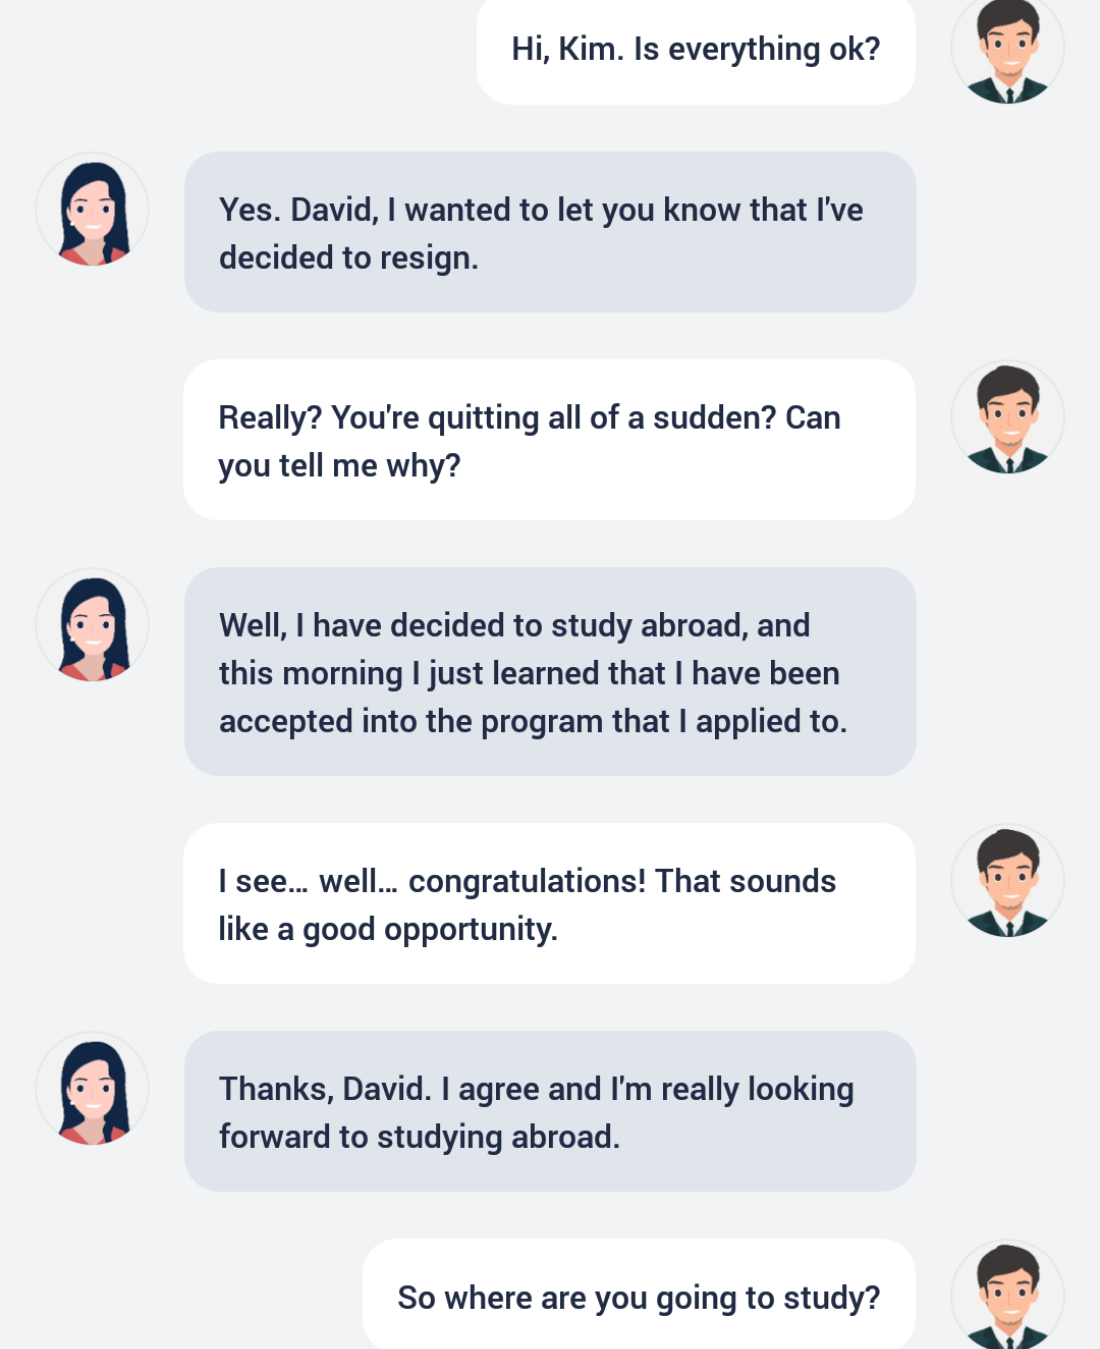 Hi, Kim. Is everything ok?
Yes. David, I wanted to let you know that I've
decided to resign.
Really? You're quitting all of a sudden? Can
you tell me why?
Well, I have decided to study abroad, and
this morning I just learned that I have been
accepted into the program that I applied to.
I see... well... congratulations! That sounds
like a good opportunity.
Thanks, David. I agree and I'm really looking
forward to studying abroad.
So where are you going to study?